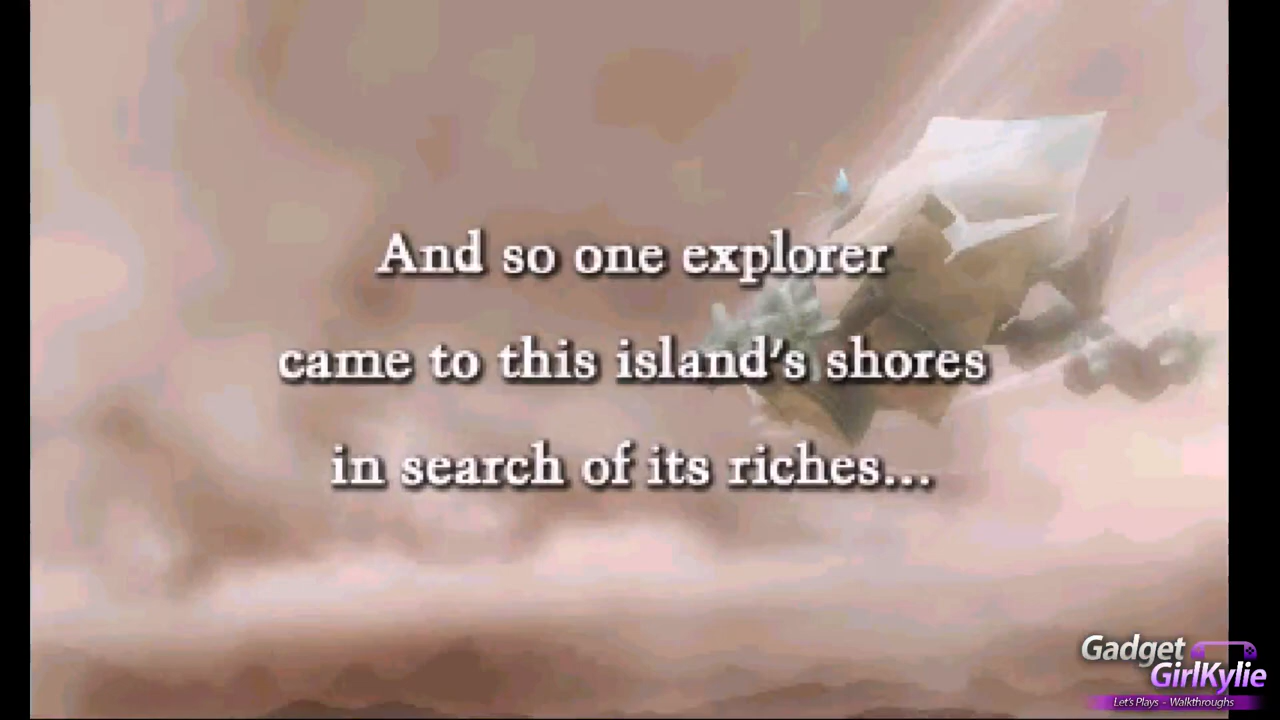 And so one explorer
came to this island's shores
in search of its riches...
Gadget
GirlKylie
Let's Plays - Walkthroughs